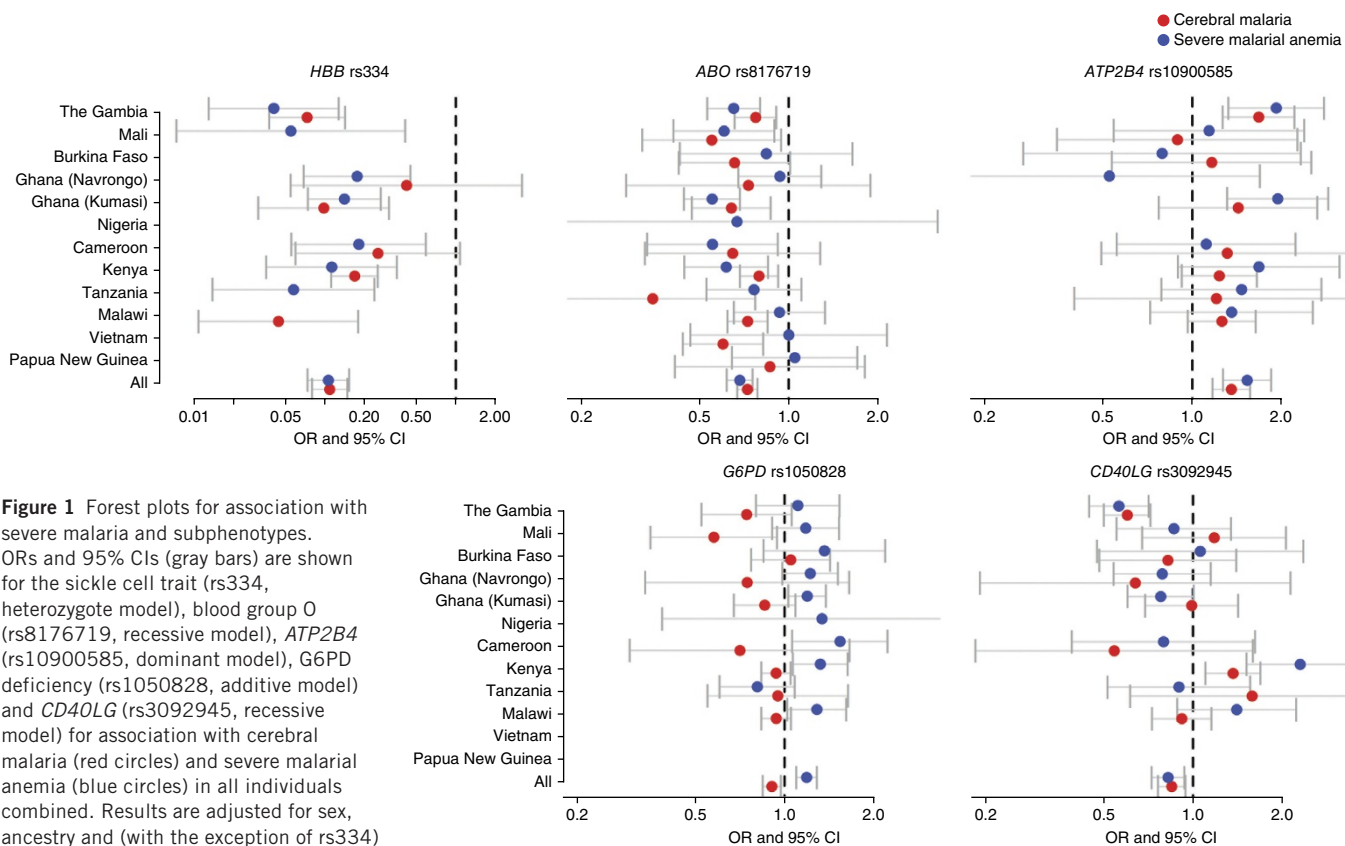 Cerebral malaria
Severe malarial anemia
HBB rs334
ABO rs8176719
ATP2B4 rs10900585
The Gambia
Mali
Burkina Faso
Ghana (Navrongo)
Ghana (Kumasi)
Nigeria
Cameroon
Kenya
Tanzania
Malawi
Vietnam
Papua New Guinea
All
0.01 0.05 0.20 0.50 2.00
OR and 95% CI
0.2 0.5 1.0 2.0
OR and 95% CI
0.2 0.5 1.0 2.0
OR and 95% CI
Figure 1 Forest plots for association with
severe malaria and subphenotypes.
ORs and 95% CIs (gray bars) are shown
for the sickle cell trait (rs334,
heterozygote model), blood group O
(rs8176719, recessive model), ATP2B4
(rs10900585, dominant model), G6PD
deficiency (rs1050828, additive model)
and CD40LG (rs3092945, recessive
model) for association with cerebral
malaria (red circles) and severe malarial
anemia (blue circles) in all individuals
combined. Results are adjusted for sex,
ancestry and (with the exception of rs334)
G6PD rs1050828
CD40LG rs3092945
The Gambia
Mali
Burkina Faso
Ghana (Navrongo)
Ghana (Kumasi)
Nigeria
Cameroon
Kenya
Tanzania
Malawi
Vietnam
Papua New Guinea
All
0.2 0.5 1.0 2.0
OR and 95% CI
0.2 0.5 1.0 2.0
OR and 95% CI